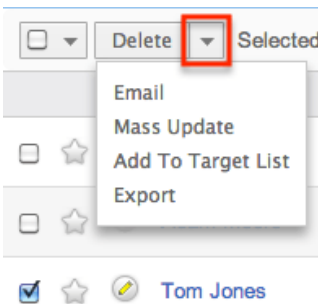 Delete Selected
Email
Mass Update
Add To Target List
Export
Tom Jones